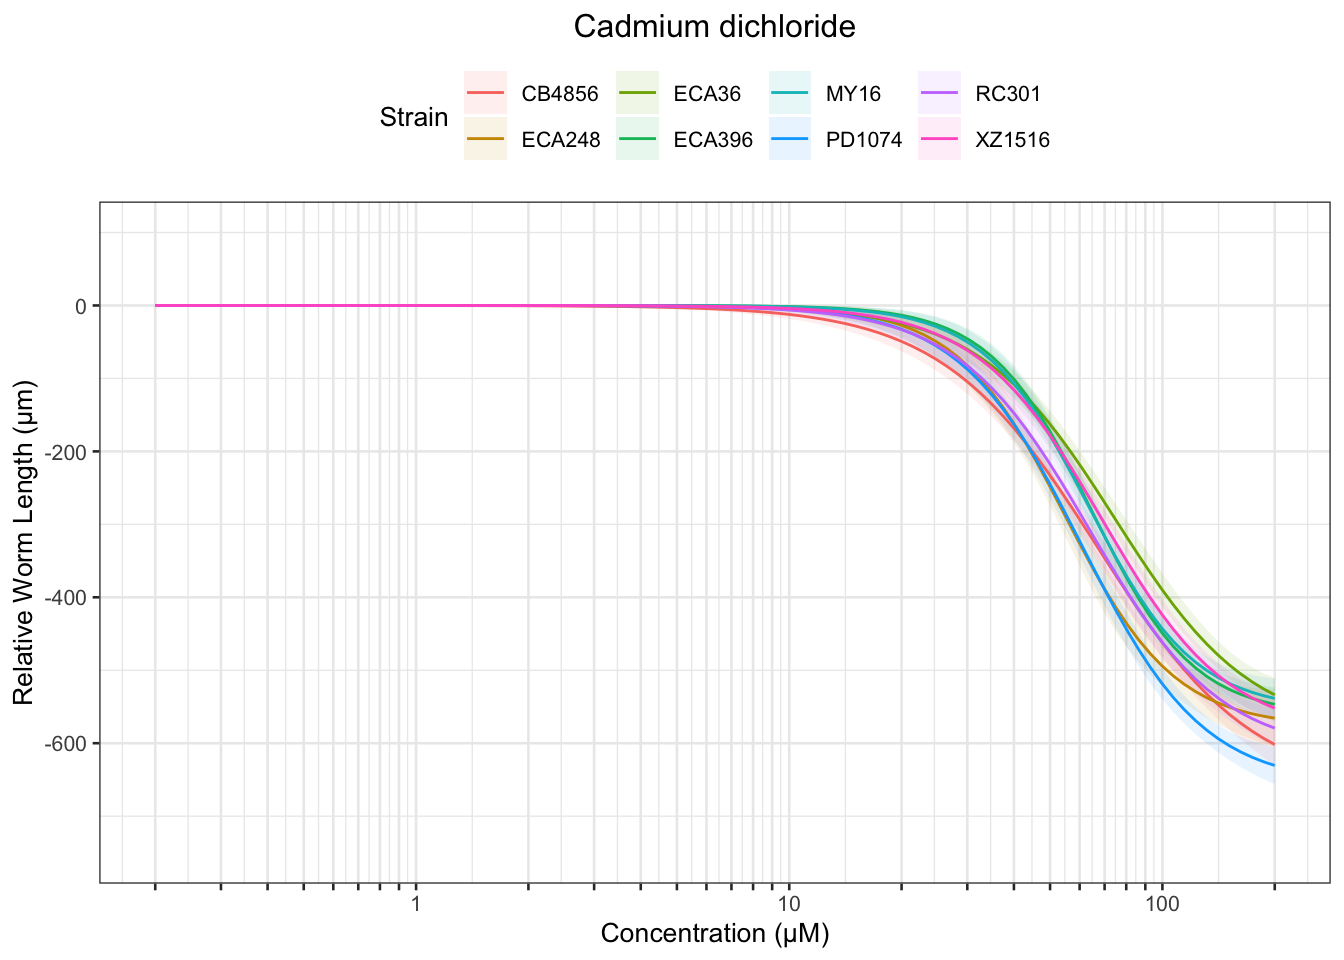 Cadmium dichloride
Strain
CB4856 ECA36 MY16 RC301
ECA248 ECA396 PD1074 XZ1516
Relative Worm Length (µm)
0
-200
-400
-600
1 10 100
Concentration (µM)